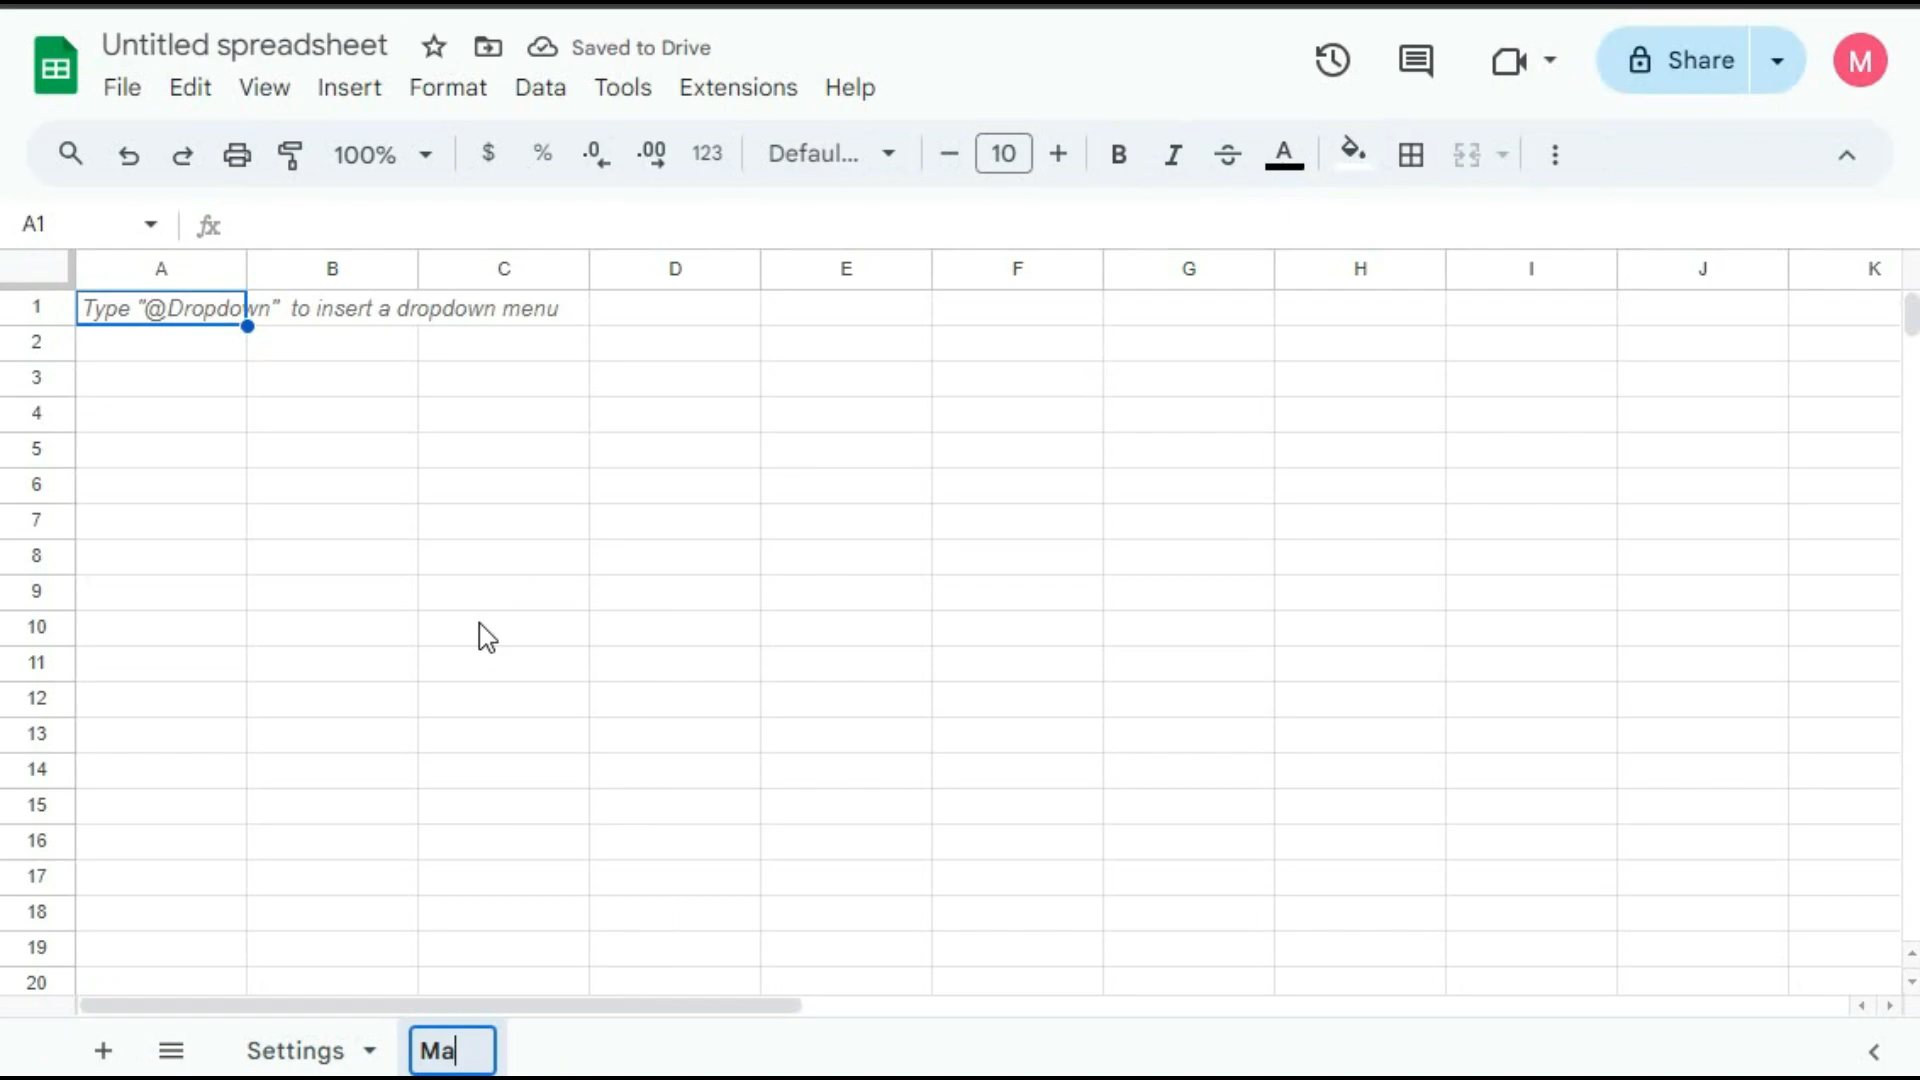 Untitled spreadsheet Saved to Drive
File Edit View Insert Format Data Tools Extensions Help
Share
M
100% $ % .0 .00 123 Defaul... 10 B I S A
A1 fx
A B C D E F G H I J K
1 Type "@Dropdown" to insert a dropdown menu
2
3
4
5
6
7
8
9
10
11
12
13
14
15
16
17
18
19
20
Settings Ma